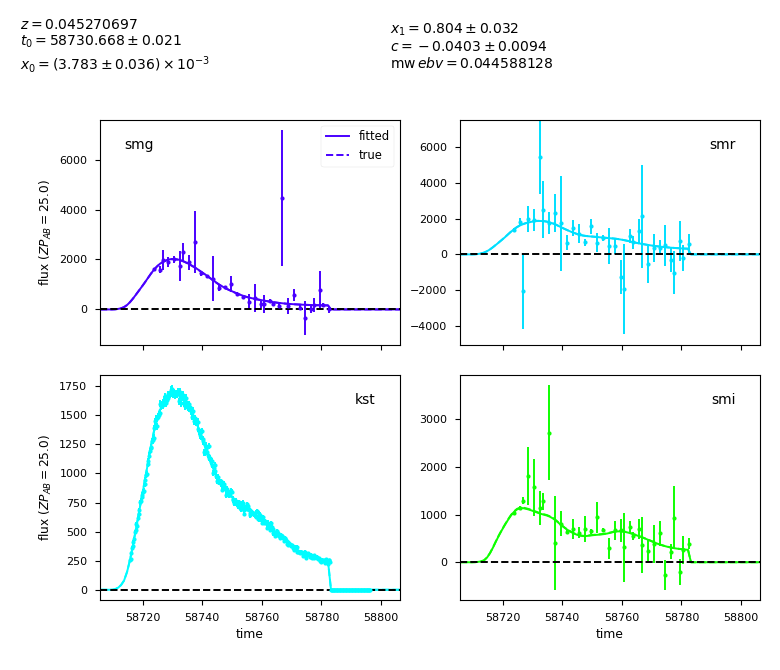 z = 0.045270697
t₀ = 58730.668 ± 0.021
x₀ = (3.783 ± 0.036) × 10⁻³
x₁ = 0.804 ± 0.032
c = −0.0403 ± 0.0094
mw ebv = 0.044588128
smg
fitted
true
flux (ZP_AB = 25.0)
6000
4000
2000
0
smr
6000
4000
2000
0
−2000
−4000
kst
flux (ZP_AB = 25.0)
1750
1500
1250
1000
750
500
250
0
58720 58740 58760 58780 58800
time
smi
3000
2000
1000
0
58720 58740 58760 58780 58800
time